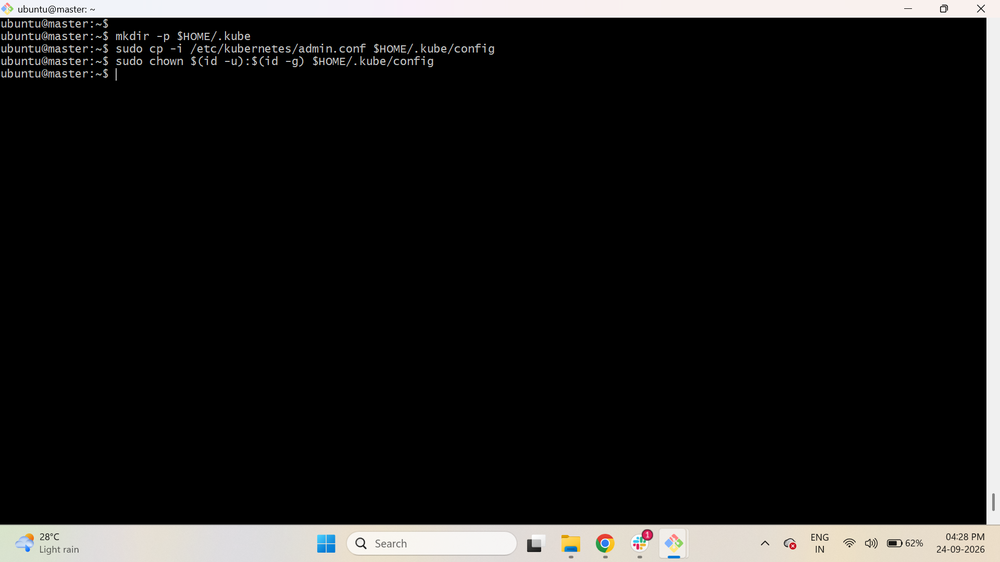 ubuntu@master: ~
ubuntu@master:~$
ubuntu@master:~$ mkdir -p $HOME/.kube
ubuntu@master:~$ sudo cp -i /etc/kubernetes/admin.conf $HOME/.kube/config
ubuntu@master:~$ sudo chown $(id -u):$(id -g) $HOME/.kube/config
ubuntu@master:~$
28°C
Light rain
Search
1
ENG
IN
62%
04:28 PM
24-09-2026